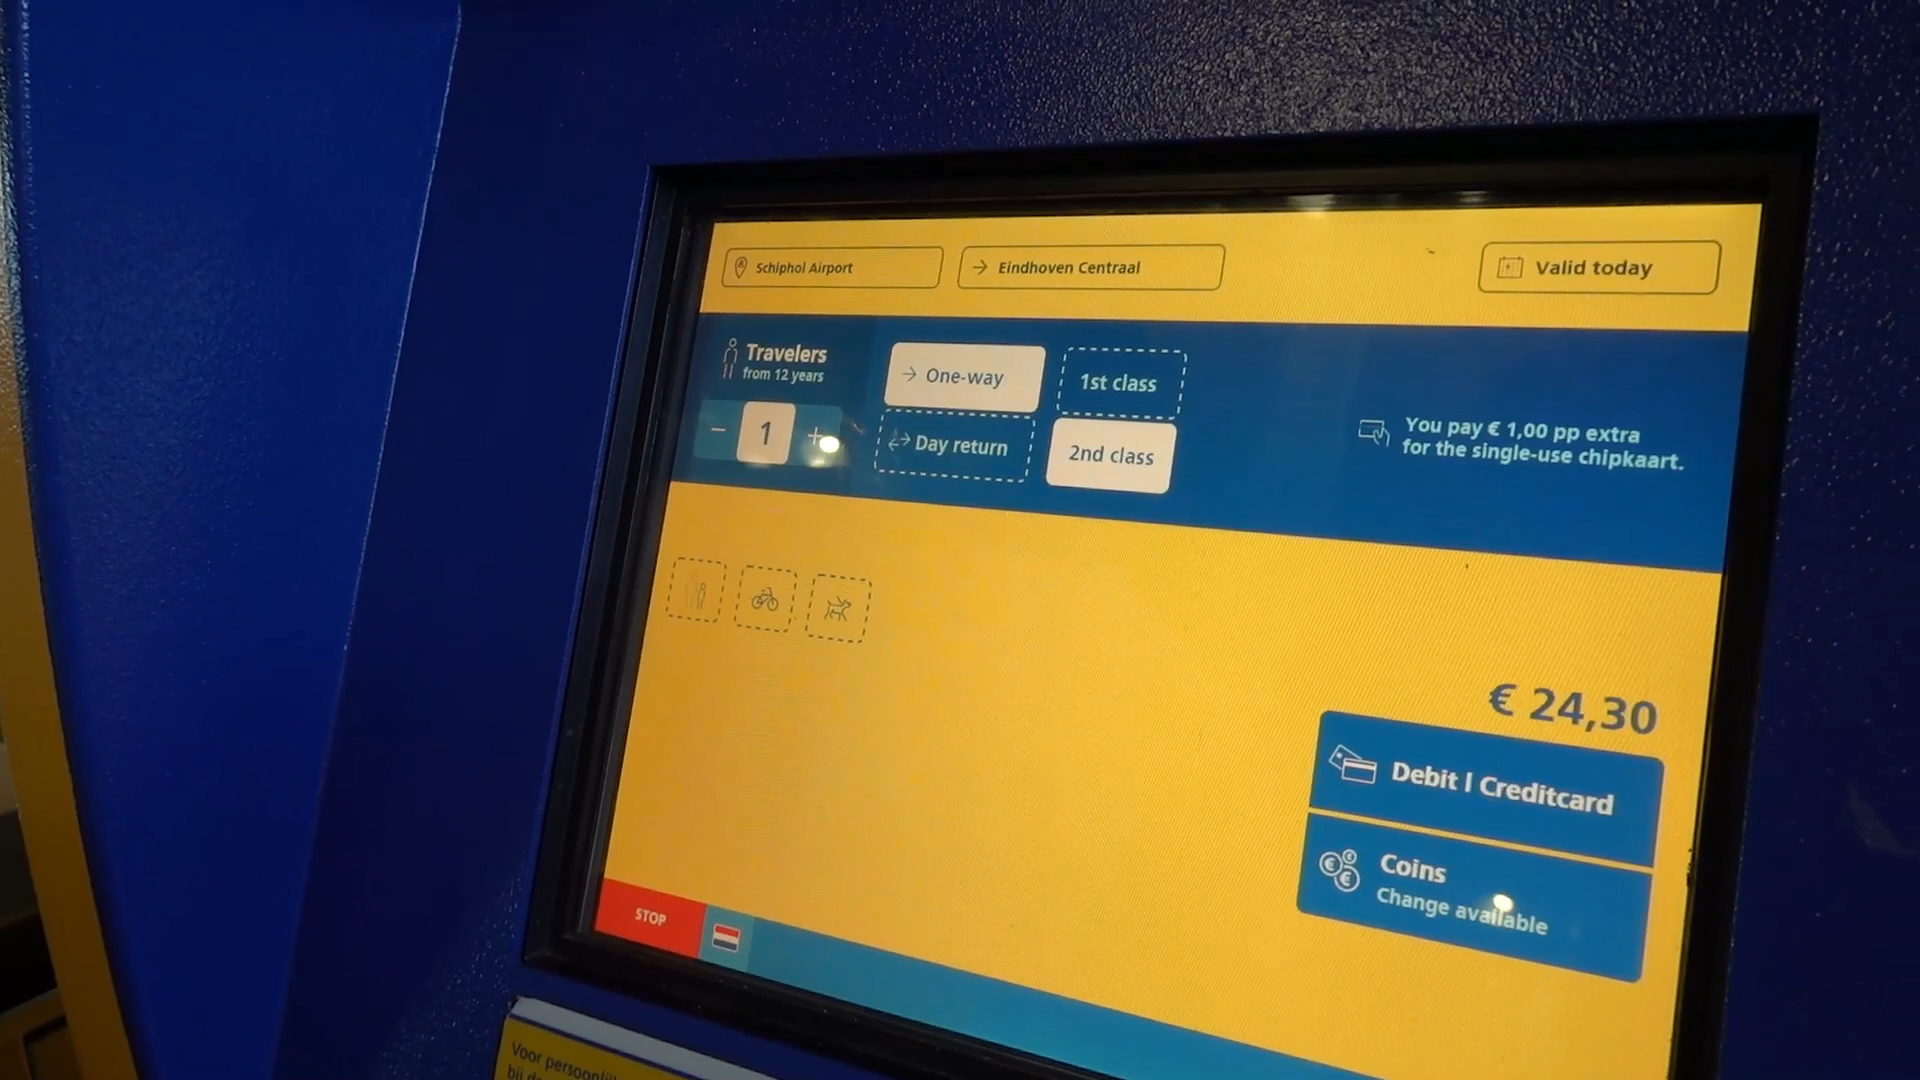 Schiphol Airport
Eindhoven Centraal
Valid today
Travelers
from 12 years
1
One-way
Day return
1st class
2nd class
You pay € 1,00 pp extra
for the single-use chipkaart.
€ 24,30
Debit | Creditcard
Coins
Change available
STOP
Voor
bij